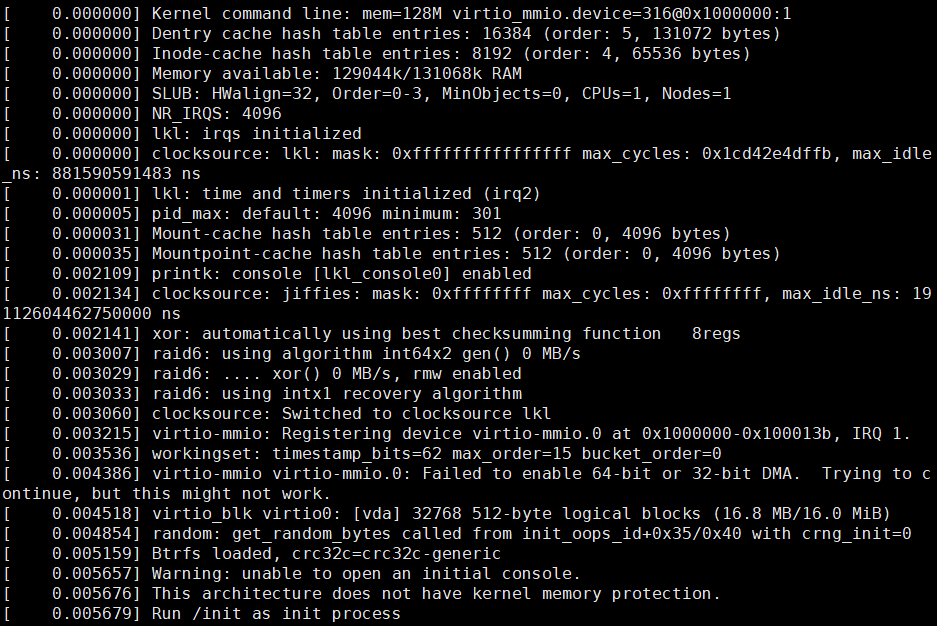 [    0.000000] Kernel command line: mem=128M virtio_mmio.device=316@0x1000000:1
[    0.000000] Dentry cache hash table entries: 16384 (order: 5, 131072 bytes)
[    0.000000] Inode-cache hash table entries: 8192 (order: 4, 65536 bytes)
[    0.000000] Memory available: 129044k/131068k RAM
[    0.000000] SLUB: HWalign=32, Order=0-3, MinObjects=0, CPUs=1, Nodes=1
[    0.000000] NR_IRQS: 4096
[    0.000000] lkl: irqs initialized
[    0.000000] clocksource: lkl: mask: 0xffffffffffffffff max_cycles: 0x1cd42e4dffb, max_idle
_ns: 881590591483 ns
[    0.000001] lkl: time and timers initialized (irq2)
[    0.000005] pid_max: default: 4096 minimum: 301
[    0.000031] Mount-cache hash table entries: 512 (order: 0, 4096 bytes)
[    0.000035] Mountpoint-cache hash table entries: 512 (order: 0, 4096 bytes)
[    0.002109] printk: console [lkl_console0] enabled
[    0.002134] clocksource: jiffies: mask: 0xffffffff max_cycles: 0xffffffff, max_idle_ns: 19
112604462750000 ns
[    0.002141] xor: automatically using best checksumming function   8regs
[    0.003007] raid6: using algorithm int64x2 gen() 0 MB/s
[    0.003029] raid6: .... xor() 0 MB/s, rmw enabled
[    0.003033] raid6: using intx1 recovery algorithm
[    0.003060] clocksource: Switched to clocksource lkl
[    0.003215] virtio-mmio: Registering device virtio-mmio.0 at 0x1000000-0x100013b, IRQ 1.
[    0.003536] workingset: timestamp_bits=62 max_order=15 bucket_order=0
[    0.004386] virtio-mmio virtio-mmio.0: Failed to enable 64-bit or 32-bit DMA.  Trying to c
ontinue, but this might not work.
[    0.004518] virtio_blk virtio0: [vda] 32768 512-byte logical blocks (16.8 MB/16.0 MiB)
[    0.004854] random: get_random_bytes called from init_oops_id+0x35/0x40 with crng_init=0
[    0.005159] Btrfs loaded, crc32c=crc32c-generic
[    0.005657] Warning: unable to open an initial console.
[    0.005676] This architecture does not have kernel memory protection.
[    0.005679] Run /init as init process